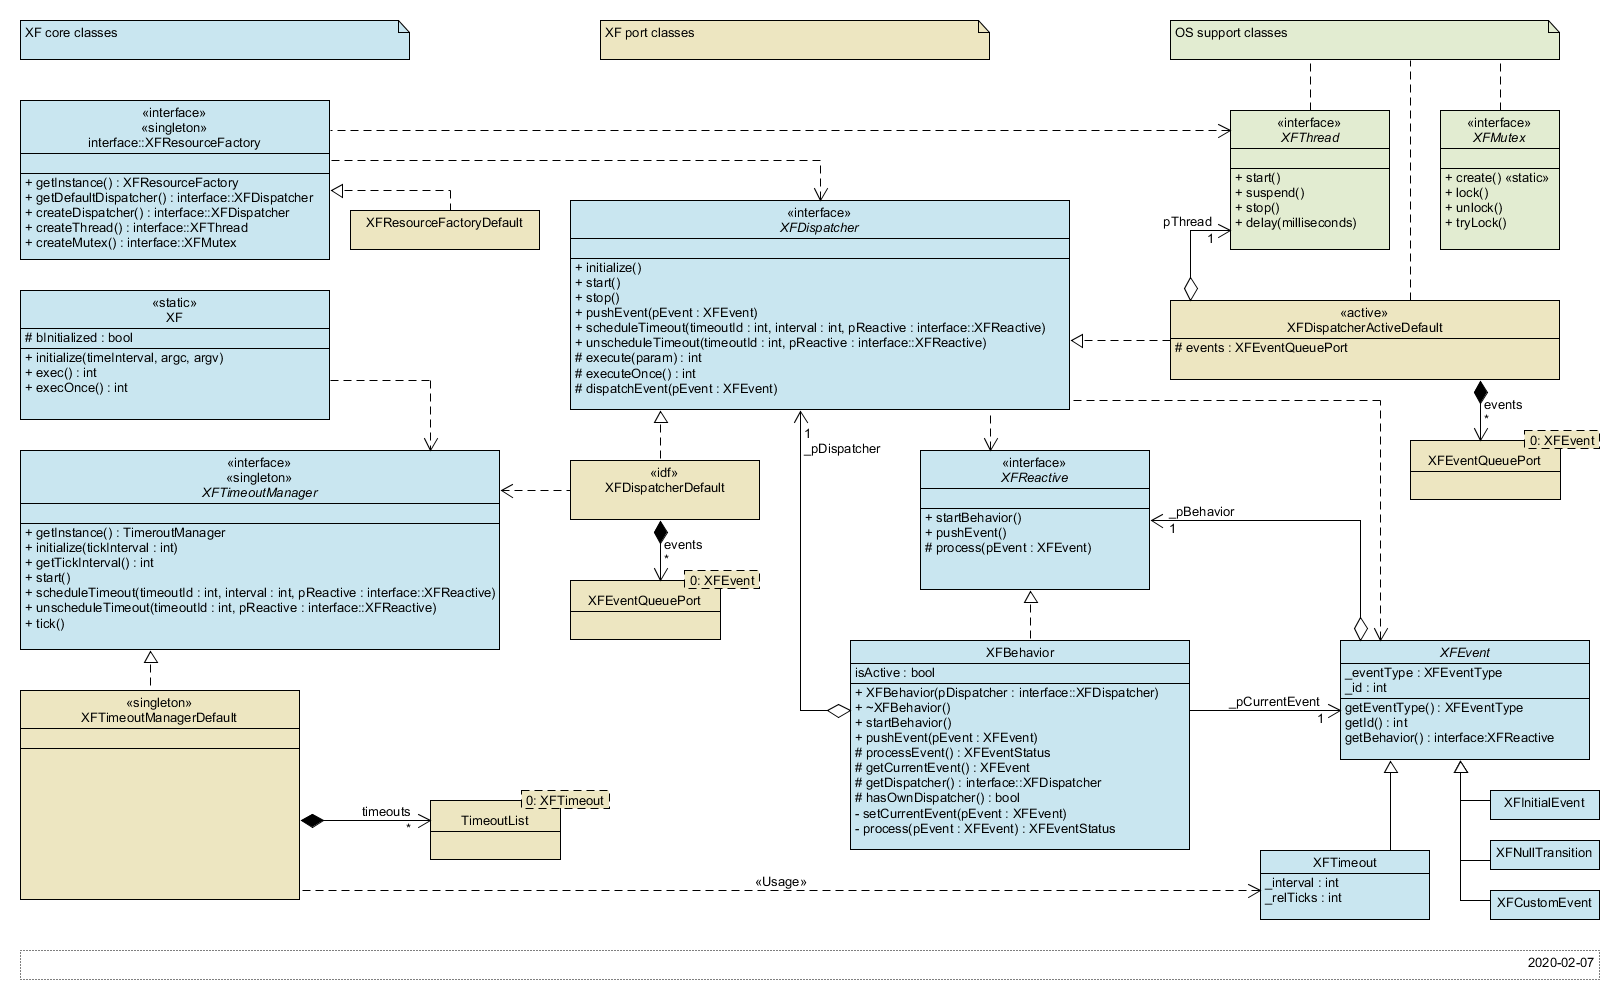 XF core classes
XF port classes
OS support classes
«interface»
«singleton»
interface::XFResourceFactory
+ getInstance() : XFResourceFactory
+ getDefaultDispatcher() : interface::XFDispatcher
+ createDispatcher() : interface::XFDispatcher
+ createThread() : interface::XFThread
+ createMutex() : interface::XFMutex
XFResourceFactoryDefault
«interface»
XFThread
+ start()
+ suspend()
+ stop()
+ delay(milliseconds)
«interface»
XFMutex
+ create() «static»
+ lock()
+ unlock()
+ tryLock()
pThread
1
«interface»
XFDispatcher
+ initialize()
+ start()
+ stop()
+ pushEvent(pEvent : XFEvent)
+ scheduleTimeout(timeoutId : int, interval : int, pReactive : interface::XFReactive)
+ unscheduleTimeout(timeoutId : int, pReactive : interface::XFReactive)
# execute(param) : int
# executeOnce() : int
# dispatchEvent(pEvent : XFEvent)
«static»
XF
# bInitialized : bool
+ initialize(timeInterval, argc, argv)
+ exec() : int
+ execOnce() : int
«active»
XFDispatcherActiveDefault
# events : XFEventQueuePort
events
*
0: XFEvent
XFEventQueuePort
1
_pDispatcher
«interface»
«singleton»
XFTimeoutManager
+ getInstance() : TimeroutManager
+ initialize(tickInterval : int)
+ getTickInterval() : int
+ start()
+ scheduleTimeout(timeoutId : int, interval : int, pReactive : interface::XFReactive)
+ unscheduleTimeout(timeoutId : int, pReactive : interface::XFReactive)
+ tick()
«idf»
XFDispatcherDefault
events
*
0: XFEvent
XFEventQueuePort
«interface»
XFReactive
+ startBehavior()
+ pushEvent()
# process(pEvent : XFEvent)
_pBehavior
1
XFBehavior
isActive : bool
+ XFBehavior(pDispatcher : interface::XFDispatcher)
+ ~XFBehavior()
+ startBehavior()
+ pushEvent(pEvent : XFEvent)
# processEvent() : XFEventStatus
# getCurrentEvent() : XFEvent
# getDispatcher() : interface::XFDispatcher
# hasOwnDispatcher() : bool
- setCurrentEvent(pEvent : XFEvent)
- process(pEvent : XFEvent) : XFEventStatus
_pCurrentEvent
1
XFEvent
_eventType : XFEventType
_id : int
getEventType() : XFEventType
getId() : int
getBehavior() : interface:XFReactive
«singleton»
XFTimeoutManagerDefault
timeouts
*
0: XFTimeout
TimeoutList
XFInitialEvent
XFNullTransition
XFCustomEvent
«Usage»
XFTimeout
_interval : int
_relTicks : int
2020-02-07